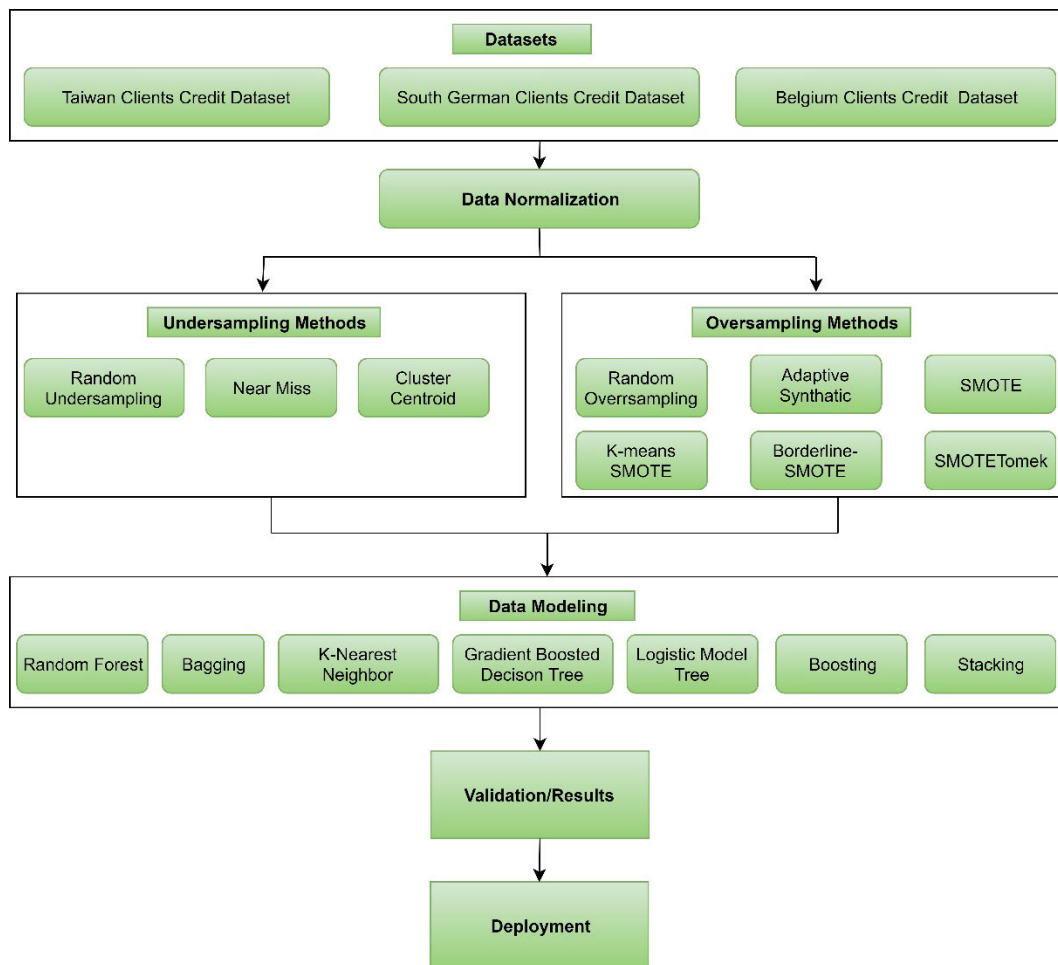 Datasets
Taiwan Clients Credit Dataset
South German Clients Credit Dataset
Belgium Clients Credit Dataset
Data Normalization
Undersampling Methods
Random
Undersampling
Near Miss
Cluster
Centroid
Oversampling Methods
Random
Overrsampling
Adaptive
Synthatic
SMOTE
K-means
SMOTE
Borderline-
SMOTE
SMOTETomek
Data Modeling
Random Forest
Bagging
K-Nearest
Neighbor
Gradient Boosted
Decison Tree
Logistic Model
Tree
Boosting
Stacking
Validation/Results
Deployment